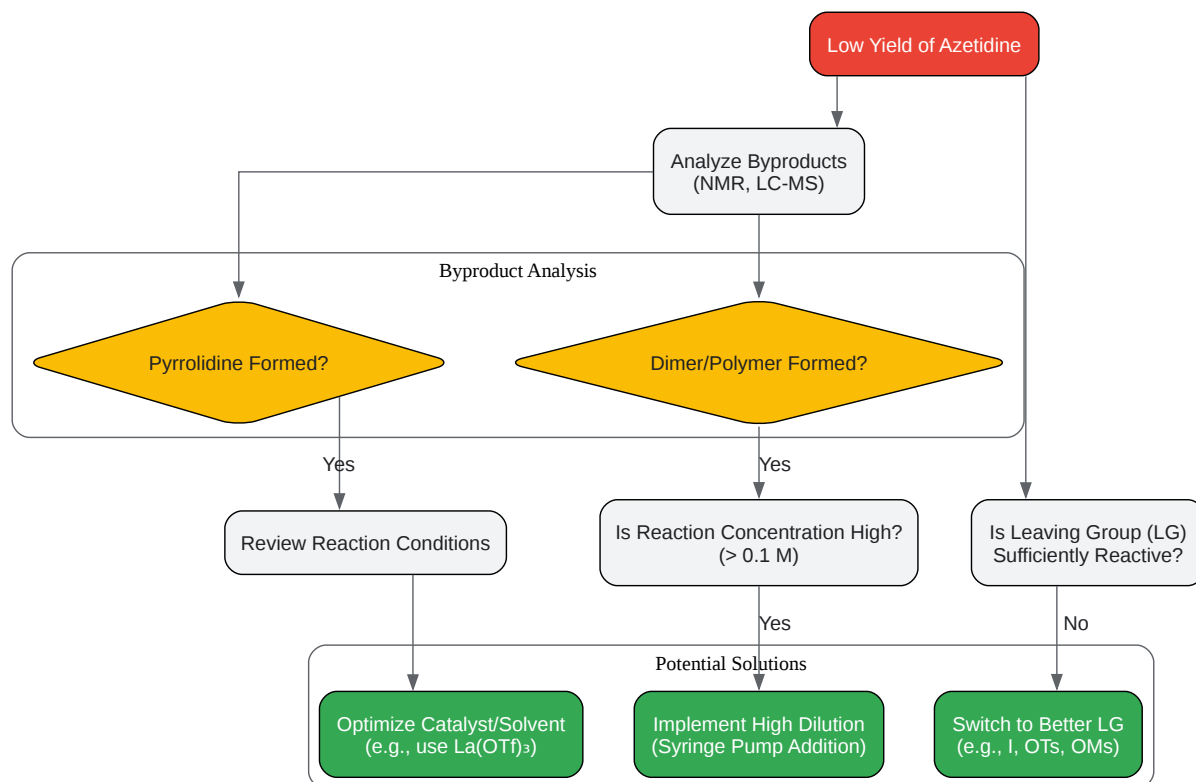 Low Yield of Azetidine
Analyze Byproducts
(NMR, LC-MS)
Byproduct Analysis
Pyrrolidine Formed?
Dimer/Polymer Formed?
Yes
Yes
Review Reaction Conditions
Is Reaction Concentration High?
(> 0.1 M)
Is Leaving Group (LG)
Sufficiently Reactive?
Yes
No
Potential Solutions
Optimize Catalyst/Solvent
(e.g., use La(OTf)₃)
Implement High Dilution
(Syringe Pump Addition)
Switch to Better LG
(e.g., I, OTs, OMs)